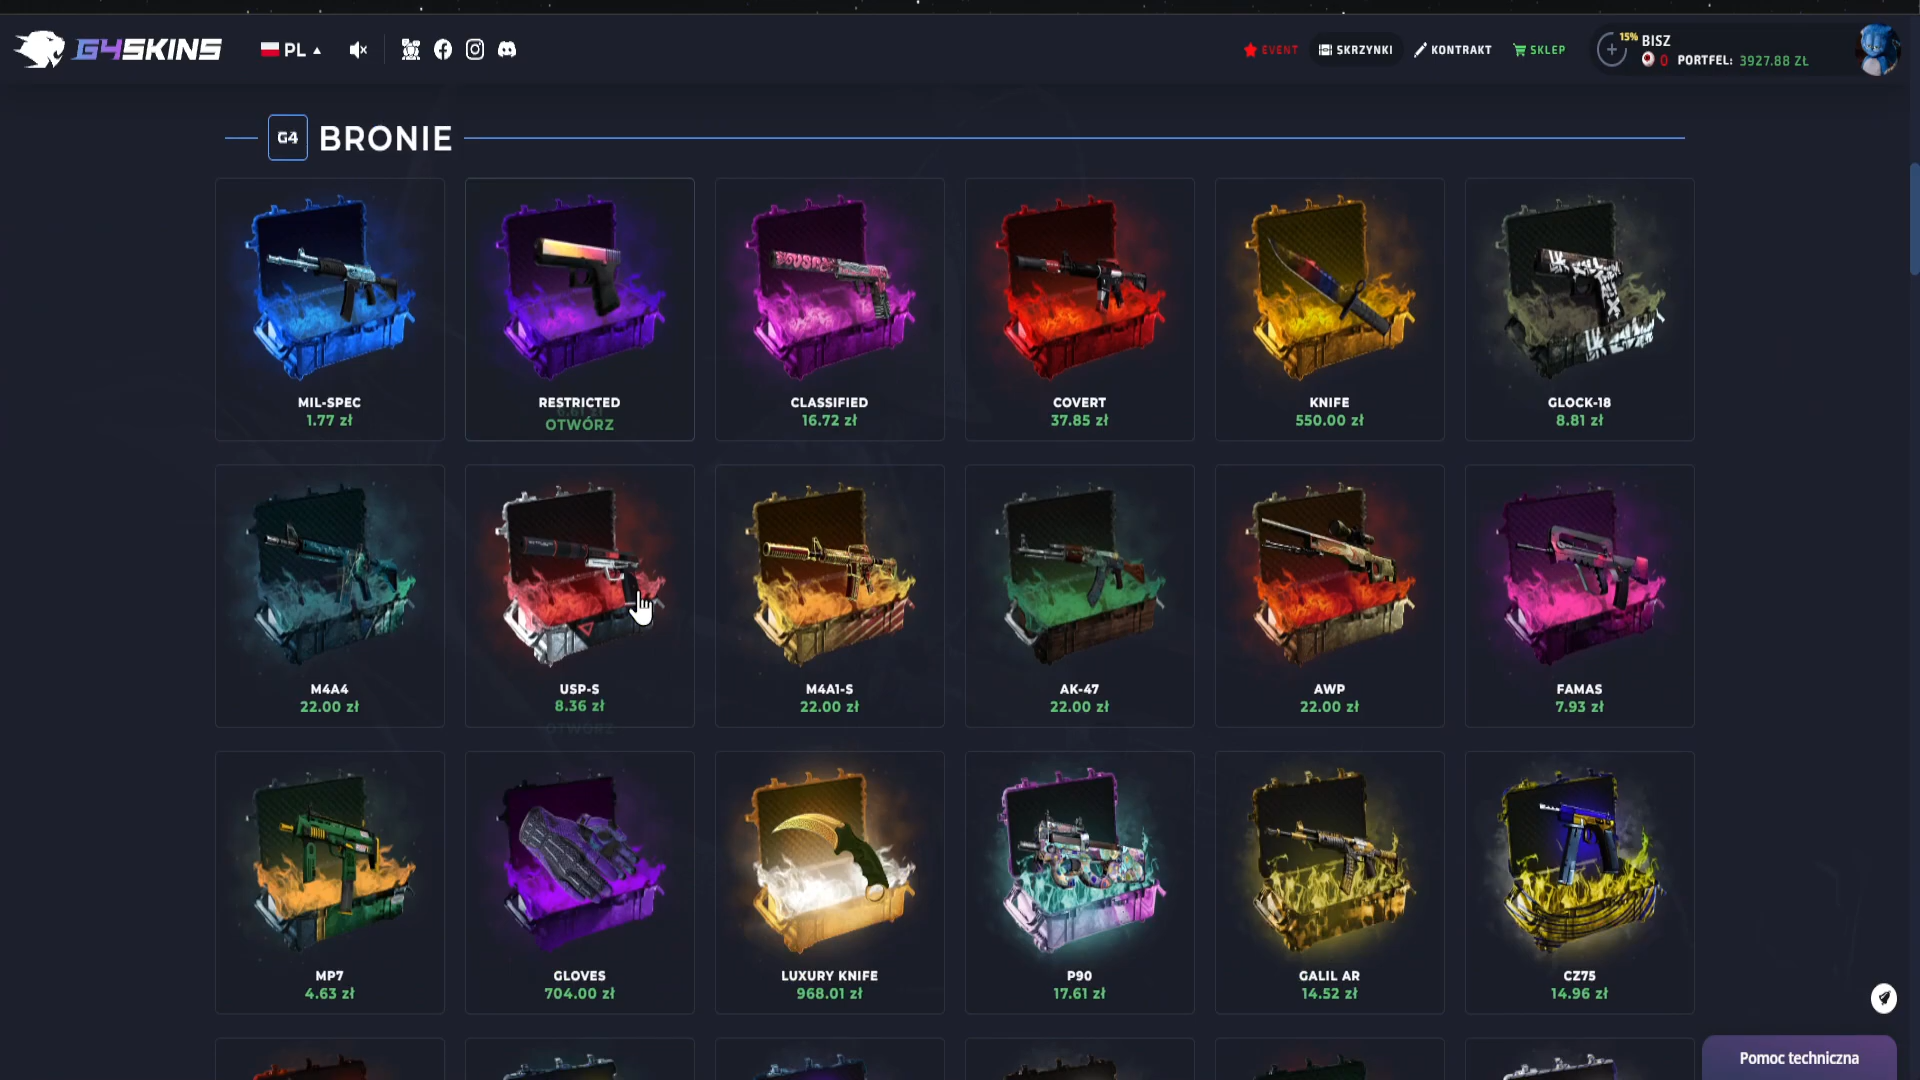 G4SKINS
PL
EVENT
SKRZYNKI
KONTRAKT
SKLEP
15%
BISZ
0 PORTFEL: 3927.88 ZŁ
G4 BRONIE
MIL-SPEC
1.77 zł
RESTRICTED
6.61 zł
OTWÓRZ
CLASSIFIED
16.72 zł
COVERT
37.85 zł
KNIFE
550.00 zł
GLOCK-18
8.81 zł
M4A4
22.00 zł
USP-S
8.36 zł
OTWÓRZ
M4A1-S
22.00 zł
AK-47
22.00 zł
AWP
22.00 zł
FAMAS
7.93 zł
MP7
4.63 zł
GLOVES
704.00 zł
LUXURY KNIFE
968.01 zł
P90
17.61 zł
GALIL AR
14.52 zł
CZ75
14.96 zł
Pomoc techniczna